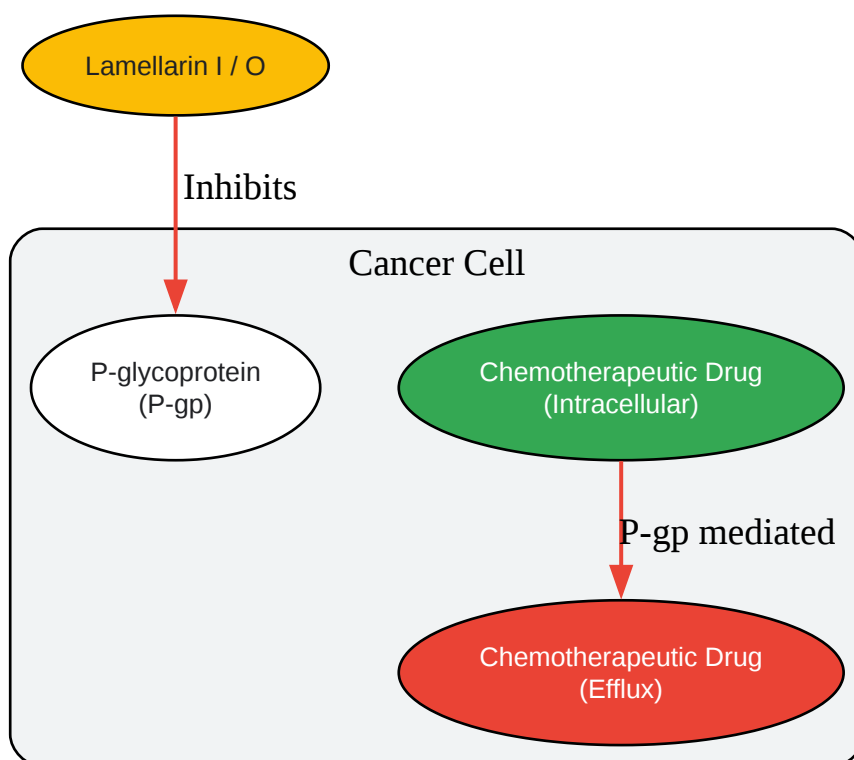 Lamellarin I / O
Inhibits
Cancer Cell
P-glycoprotein
(P-gp)
Chemotherapeutic Drug
(Intracellular)
P-gp mediated
Chemotherapeutic Drug
(Efflux)